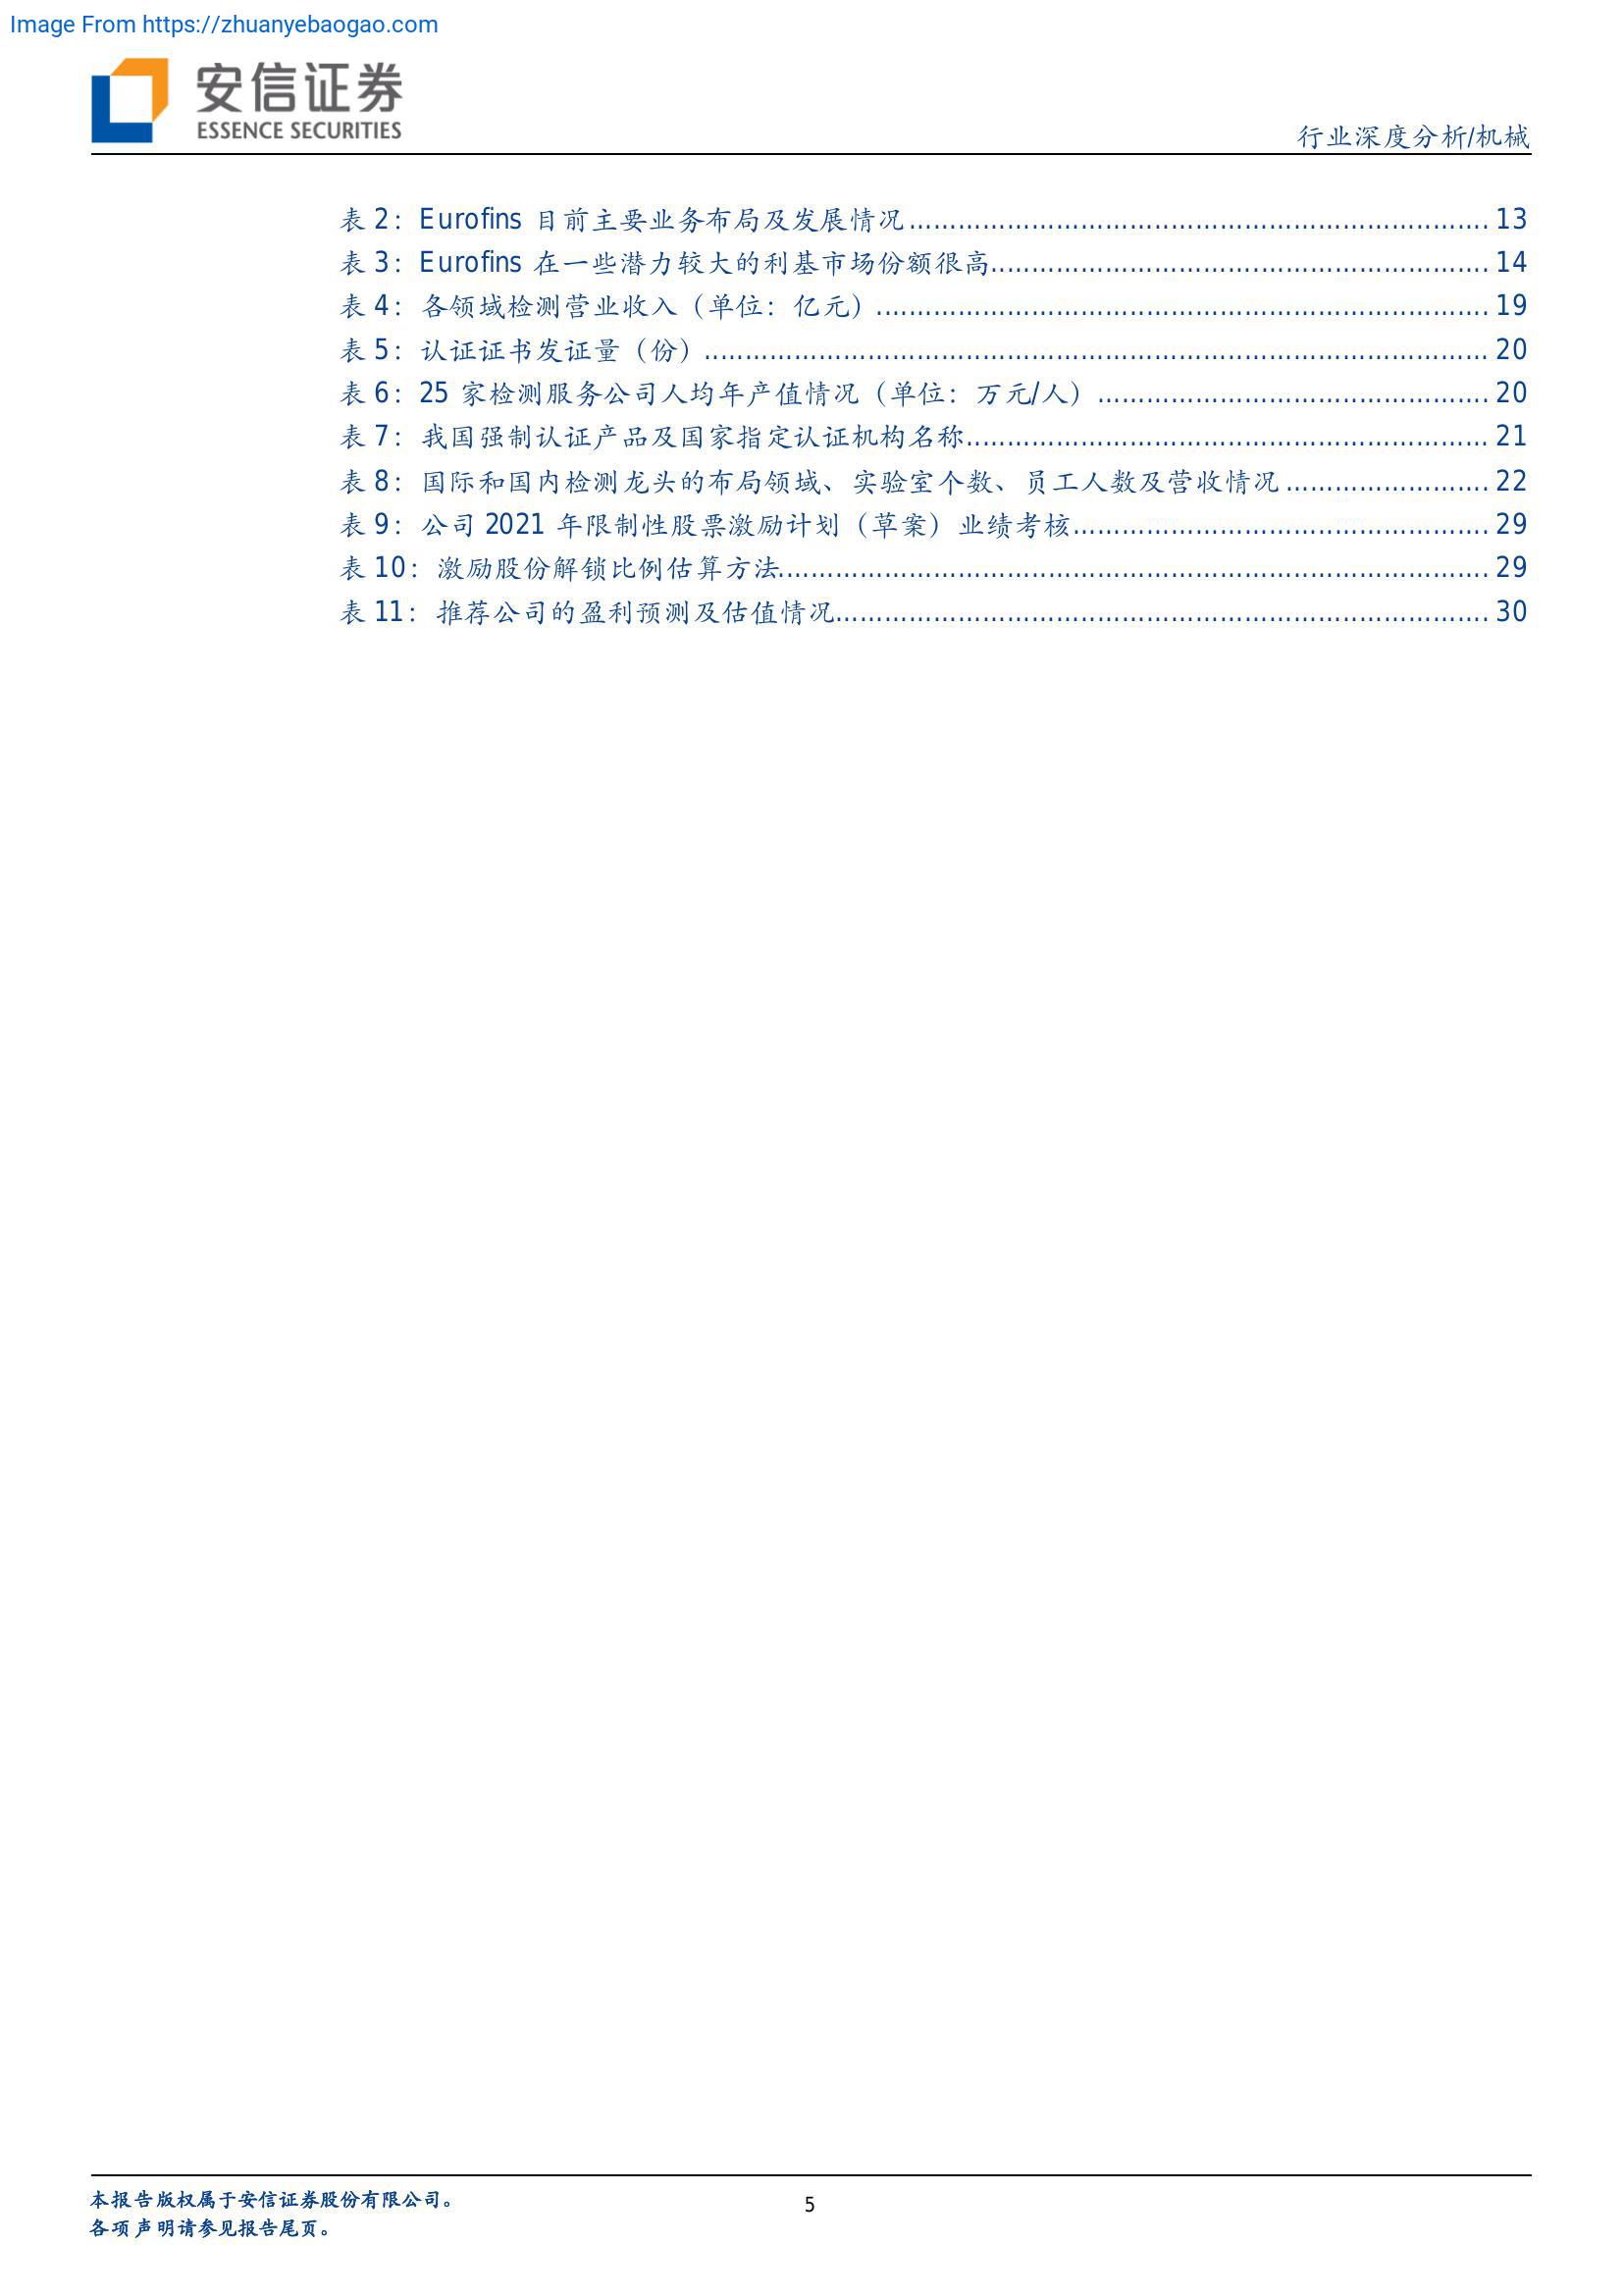 Image From https://zhuanyebaogao.com
安信证券
ESSENCE SECURITIES
行业深度分析/机械
表 2：Eurofins 目前主要业务布局及发展情况........................................................................ 13
表 3：Eurofins 在一些潜力较大的利基市场份额很高.............................................................. 14
表 4：各领域检测营业收入（单位：亿元）............................................................................ 19
表 5：认证证书发证量（份）................................................................................................. 20
表 6：25 家检测服务公司人均年产值情况（单位：万元/人）................................................ 20
表 7：我国强制认证产品及国家指定认证机构名称................................................................. 21
表 8：国际和国内检测龙头的布局领域、实验室个数、员工人数及营收情况......................... 22
表 9：公司 2021 年限制性股票激励计划（草案）业绩考核................................................... 29
表 10：激励股份解锁比例估算方法........................................................................................ 29
表 11：推荐公司的盈利预测及估值情况................................................................................. 30
本报告版权属于安信证券股份有限公司。
5
各项声明请参见报告尾页。